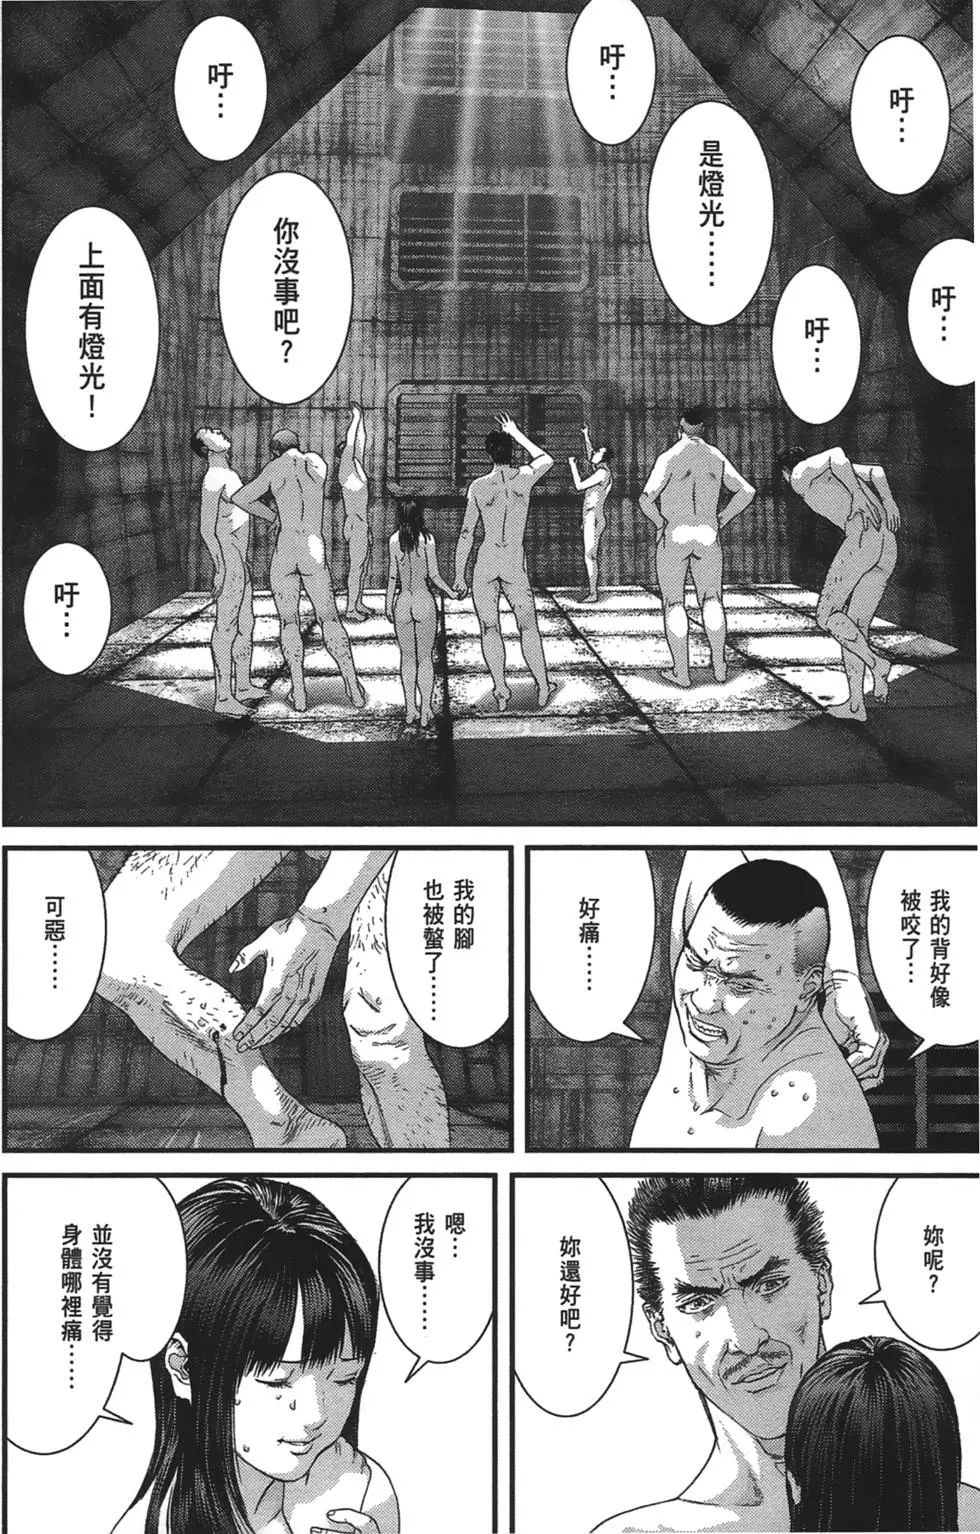 吁…
吁…
吁…
是燈光……
你沒事吧？
上面有燈光！
吁…
吁…
吁…
我的背好像
被咬了…
好痛……
我的腳
也被螫了……
可惡……
妳呢？
妳還好吧？
嗯…
我沒事……
並沒有覺得
身體哪裡痛……